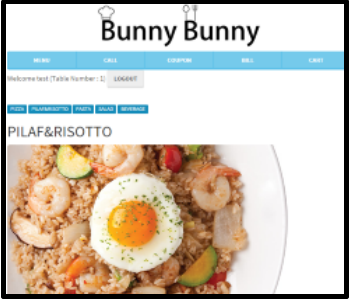 Bunny Bunny
MENU CALL COUPON BILL CART
Welcome test (Table Number : 1) LOGOUT
PIZZA PILAF&RISOTTO PASTA SALAD BEVERAGE
PILAF&RISOTTO